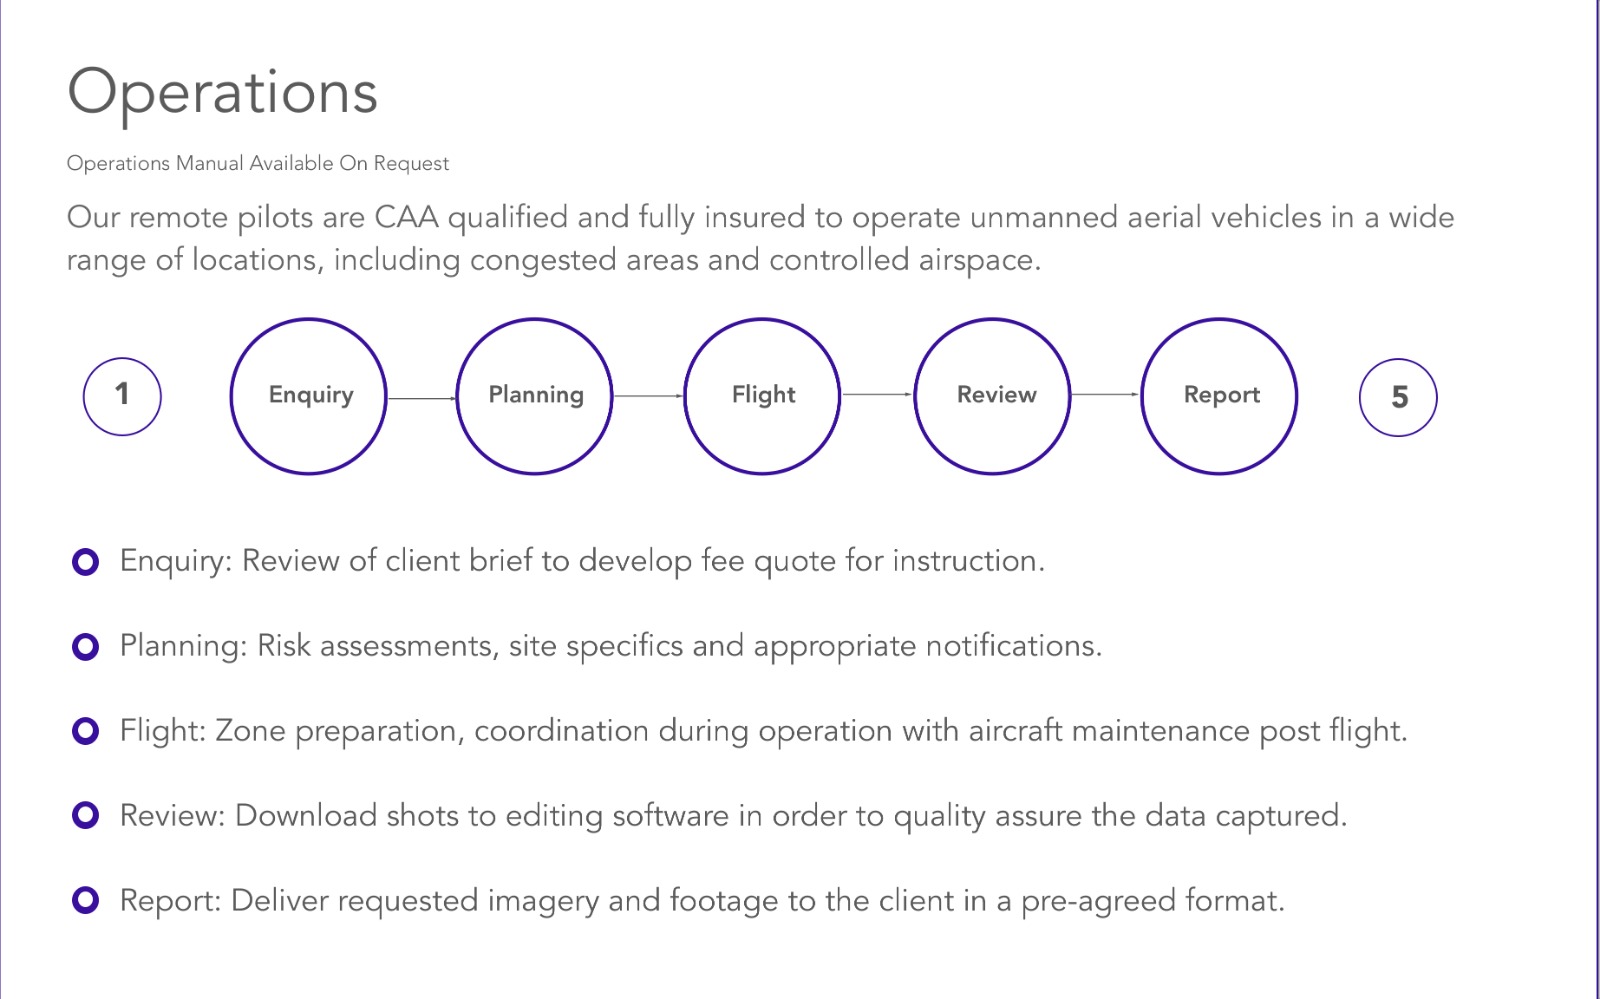 Operations
Operations Manual Available On Request
Our remote pilots are CAA qualified and fully insured to operate unmanned aerial vehicles in a wide
range of locations, including congested areas and controlled airspace.
1 Enquiry Planning Flight Review Report 5
Enquiry: Review of client brief to develop fee quote for instruction.
Planning: Risk assessments, site specifics and appropriate notifications.
Flight: Zone preparation, coordination during operation with aircraft maintenance post flight.
Review: Download shots to editing software in order to quality assure the data captured.
Report: Deliver requested imagery and footage to the client in a pre-agreed format.